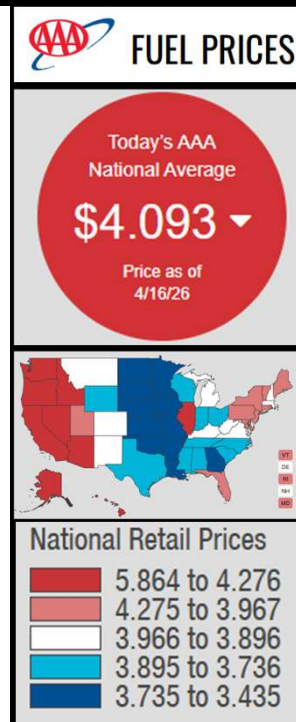 AAA
FUEL PRICES
Today's AAA
National Average
$4.093
Price as of
4/16/26
VT
DE
RI
NH
MD
National Retail Prices
5.864 to 4.276
4.275 to 3.967
3.966 to 3.896
3.895 to 3.736
3.735 to 3.435